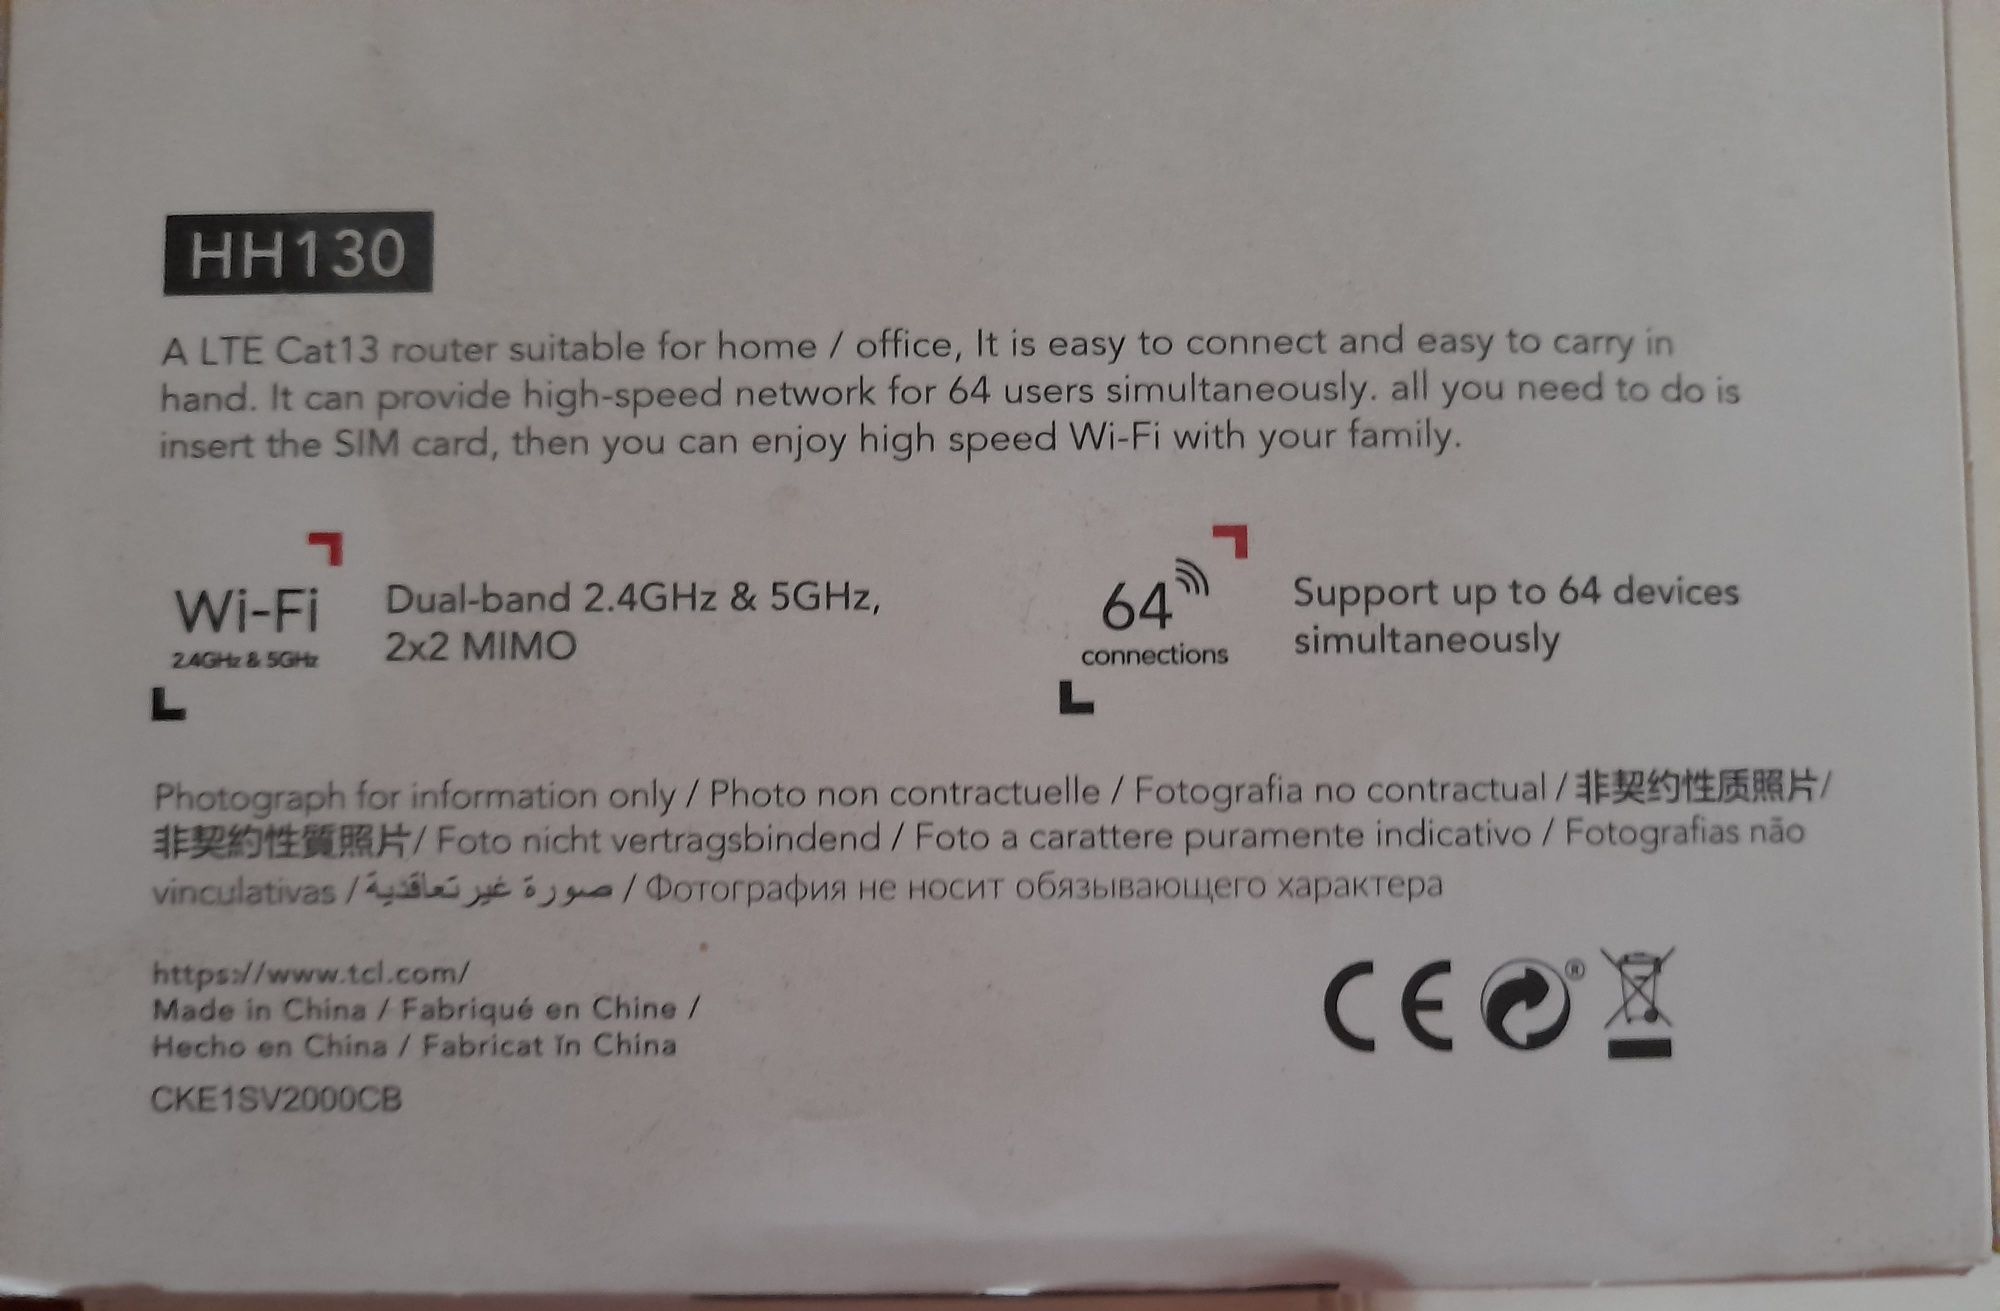 HH130
A LTE Cat13 router suitable for home / office, It is easy to connect and easy to carry in
hand. It can provide high-speed network for 64 users simultaneously. all you need to do is
insert the SIM card, then you can enjoy high speed Wi-Fi with your family.
Wi-Fi
2.4GHz & 5GHz
Dual-band 2.4GHz & 5GHz,
2x2 MIMO
64
connections
Support up to 64 devices
simultaneously
Photograph for information only / Photo non contractuelle / Fotografia no contractual / 非契约性质照片/
非契約性質照片/ Foto nicht vertragsbindend / Foto a carattere puramente indicativo / Fotografias não
vinculativas / صورة غير تعاقدية / Фотография не носит обязывающего характера
https://www.tcl.com/
Made in China / Fabriqué en Chine /
Hecho en China / Fabricat în China
CKE1SV2000CB
CE
®